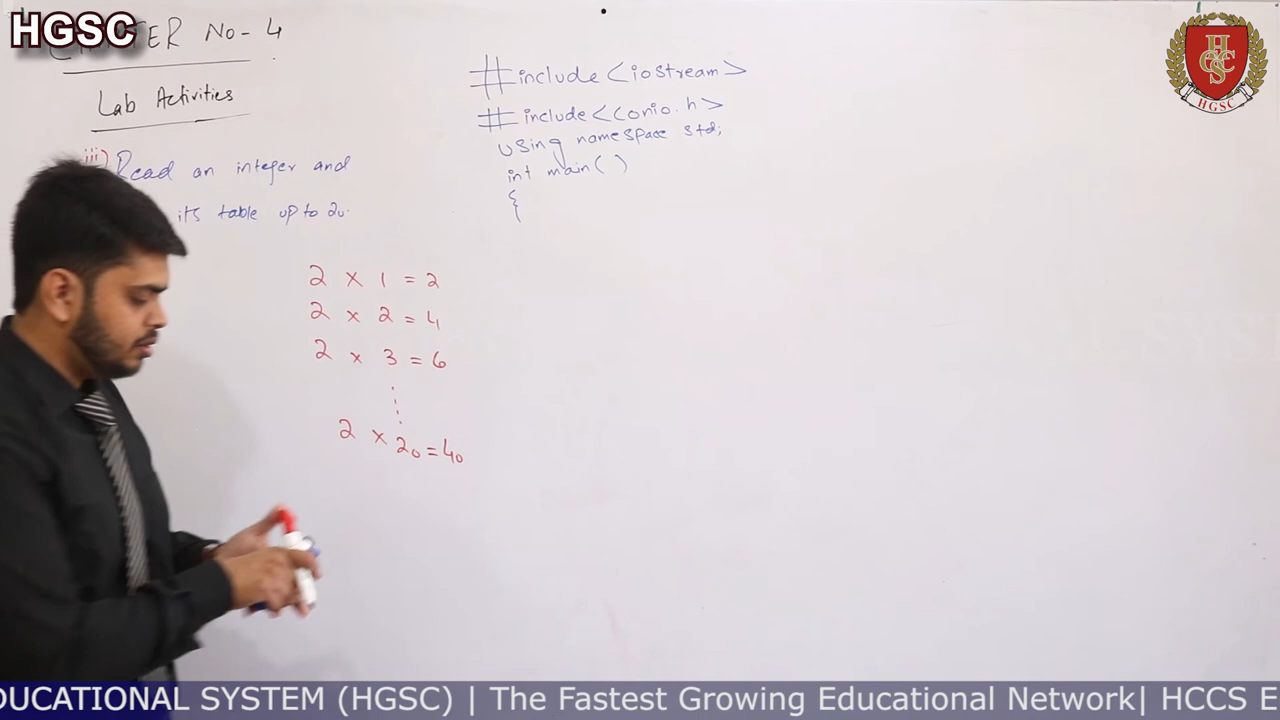 HGSC
No-4
Lab Activities
iii) Read an integer and
its table up to 20.
2 x 1 = 2
2 x 2 = 4
2 x 3 = 6
2 x 20 = 40
#include<iostream>
#include<conio.h>
using namespace std;
int main( )
{
HGSC
DUCATIONAL SYSTEM (HGSC) | The Fastest Growing Educational Network| HCCS E